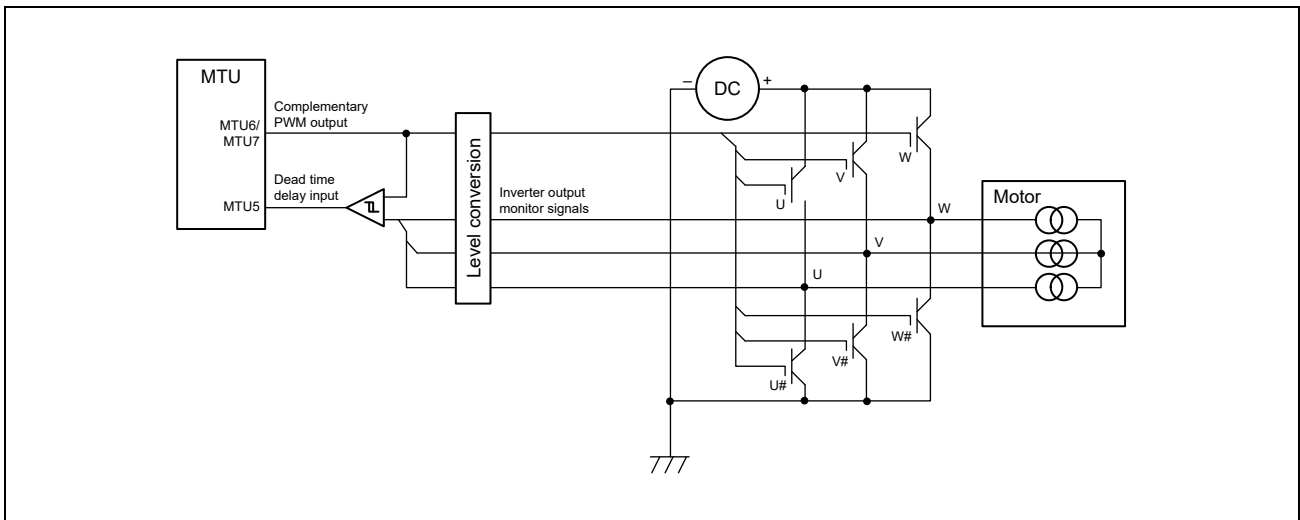 MTU
Complementary
PWM output
MTU6/
MTU7
Dead time
delay input
MTU5
Level conversion
Inverter output
monitor signals
− DC +
W
V
U
W
V
U
W#
V#
U#
Motor